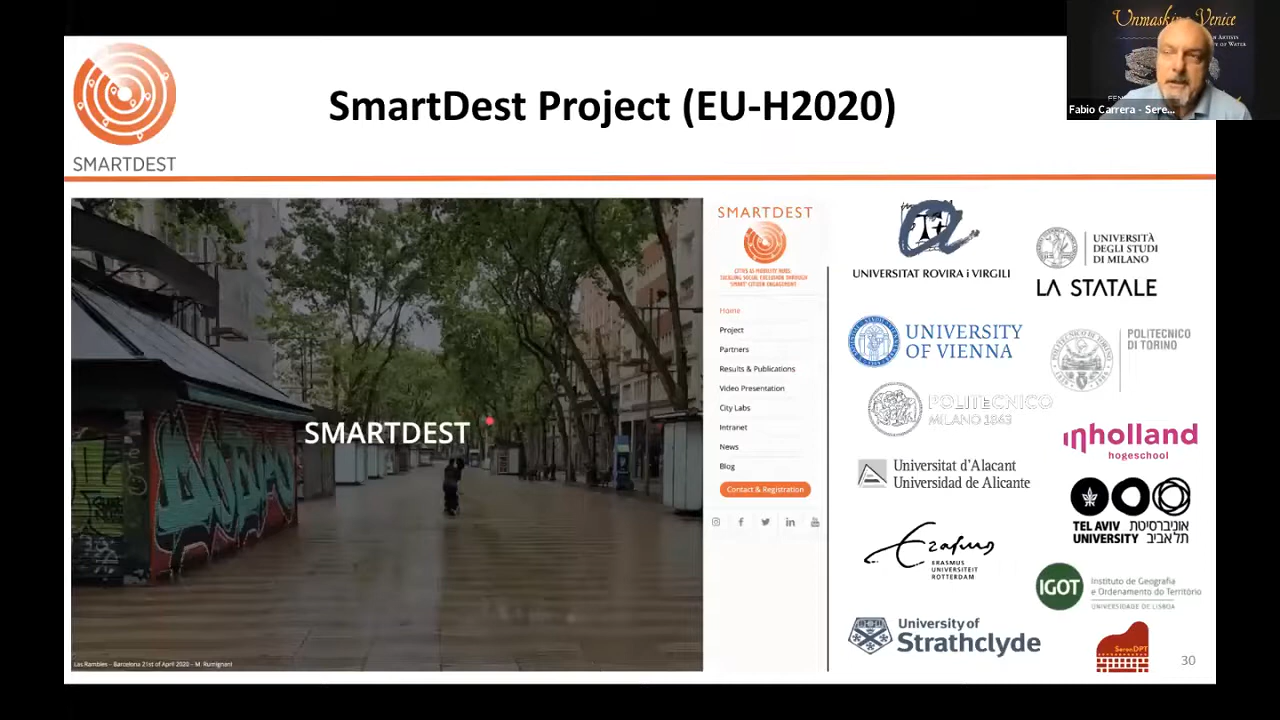 Unmasking Venice
Fabio Carrera - Sere...
SMARTDEST
SmartDest Project (EU-H2020)
SMARTDEST
Las Rambles – Barcelona 21st of April 2020 – M. Rumignani
SMARTDEST
CITIES AS MOBILITY HUBS:
TACKLING SOCIAL EXCLUSION THROUGH
'SMART' CITIZEN ENGAGEMENT
Home
Project
Partners
Results & Publications
Video Presentation
City Labs
Intranet
News
Blog
Contact & Registration
UNIVERSITAT ROVIRA i VIRGILI
UNIVERSITÀ
DEGLI STUDI
DI MILANO
LA STATALE
UNIVERSITY
OF VIENNA
POLITECNICO
DI TORINO
POLITECNICO
MILANO 1863
inholland
hogeschool
Universitat d'Alacant
Universidad de Alicante
TEL AVIV אוניברסיטת
UNIVERSITY תל אביב
Erasmus
ERASMUS
UNIVERSITEIT
ROTTERDAM
IGOT
Instituto de Geografia
e Ordenamento do Território
UNIVERSIDADE DE LISBOA
University of
Strathclyde
SerenDPT
30